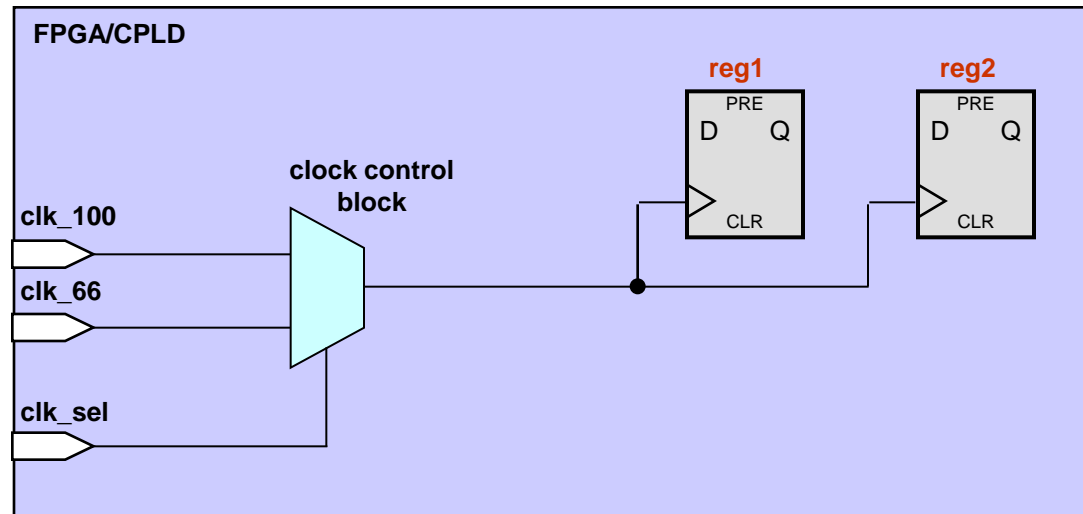 FPGA/CPLD
reg1
reg2
PRE
D Q
CLR
PRE
D Q
CLR
clock control
block
clk_100
clk_66
clk_sel